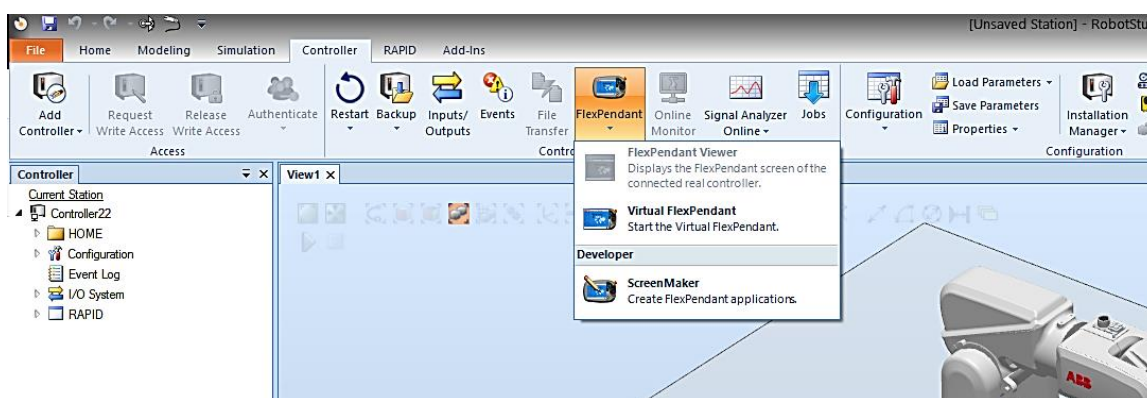 [Unsaved Station] - RobotStu
File Home Modeling Simulation Controller RAPID Add-Ins
Add Controller
Request Write Access
Release Write Access
Authenticate
Restart
Backup
Inputs/ Outputs
Events
File Transfer
FlexPendant
Online Monitor
Signal Analyzer Online
Jobs
Configuration
Load Parameters
Save Parameters
Properties
Installation Manager
Access
Contro
Configuration
FlexPendant Viewer
Displays the FlexPendant screen of the
connected real controller.
Virtual FlexPendant
Start the Virtual FlexPendant.
Developer
ScreenMaker
Create FlexPendant applications.
Controller
View1
Current Station
Controller22
HOME
Configuration
Event Log
I/O System
RAPID
ABB